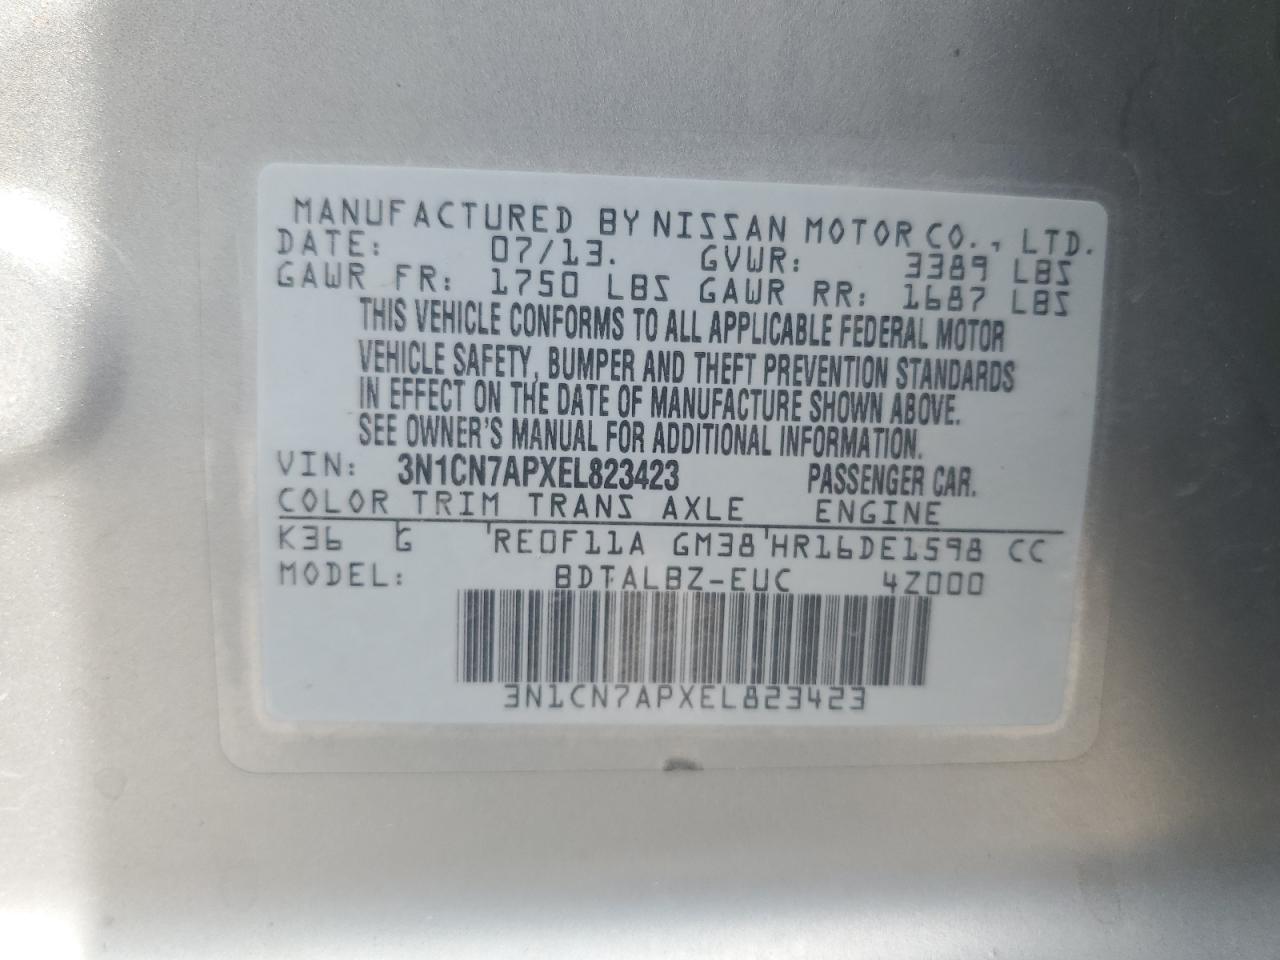 MANUFACTURED BY NISSAN MOTOR CO., LTD.
DATE: 07/13. GVWR: 3389 LBS
GAWR FR: 1750 LBS GAWR RR: 1687 LBS
THIS VEHICLE CONFORMS TO ALL APPLICABLE FEDERAL MOTOR
VEHICLE SAFETY, BUMPER AND THEFT PREVENTION STANDARDS
IN EFFECT ON THE DATE OF MANUFACTURE SHOWN ABOVE.
SEE OWNER'S MANUAL FOR ADDITIONAL INFORMATION.
VIN: 3N1CN7APXEL823423 PASSENGER CAR.
COLOR TRIM TRANS AXLE ENGINE
K36 G 'RE0F11A GM38'HR16DE1598 CC
MODEL: BDTALBZ-EUC 4Z000
3N1CN7APXEL823423